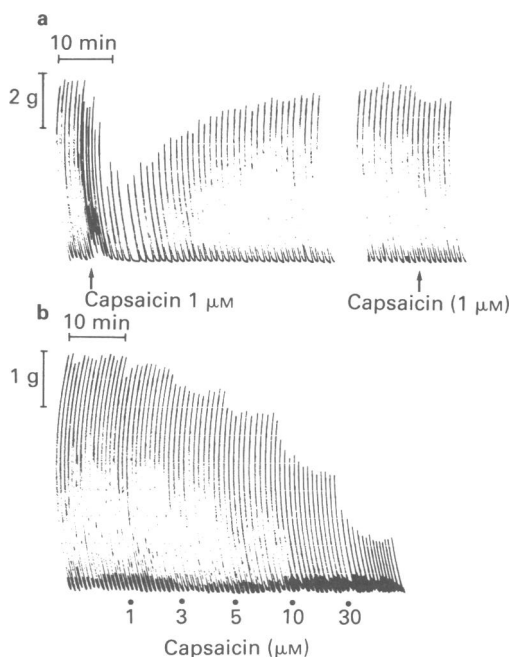 a
10 min
2 g
Capsaicin 1 μM
Capsaicin (1 μM)
b
10 min
1 g
1 3 5 10 30
Capsaicin (μM)